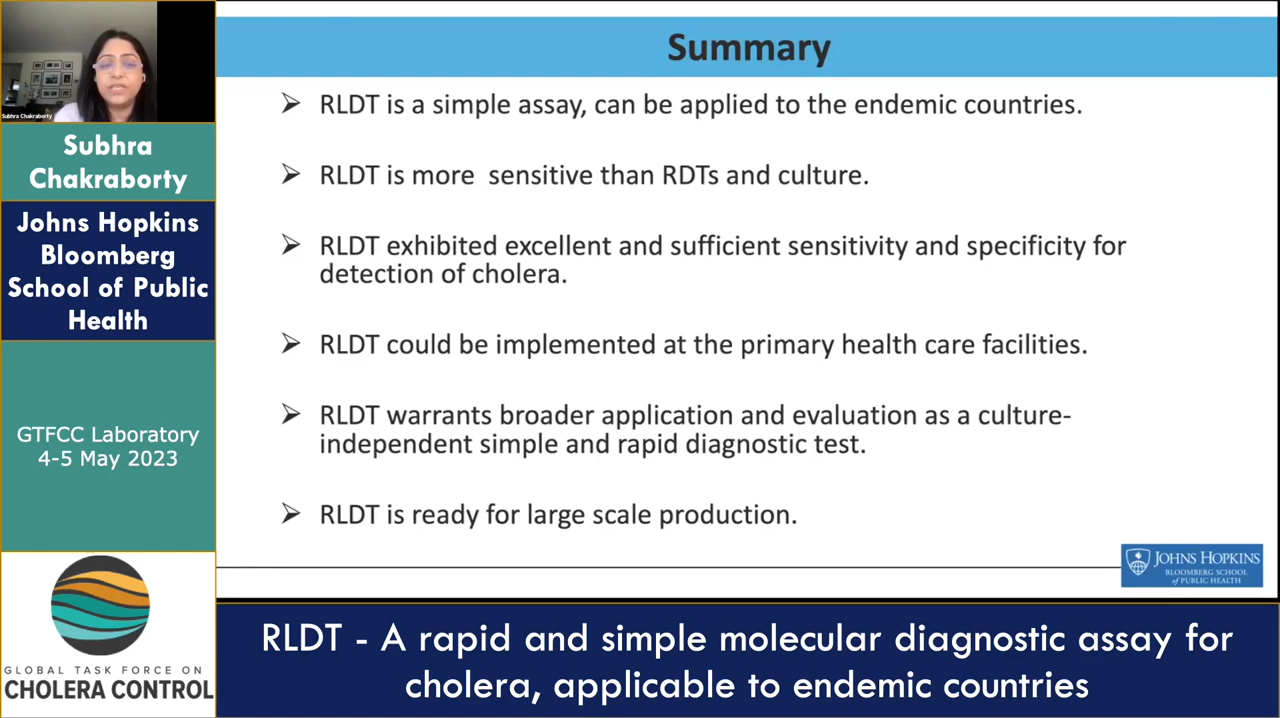 Subhra Chakraborty
Subhra
Chakraborty
Johns Hopkins
Bloomberg
School of Public
Health
GTFCC Laboratory
4-5 May 2023
GLOBAL TASK FORCE ON
CHOLERA CONTROL
Summary
➢ RLDT is a simple assay, can be applied to the endemic countries.
➢ RLDT is more sensitive than RDTs and culture.
➢ RLDT exhibited excellent and sufficient sensitivity and specificity for
detection of cholera.
➢ RLDT could be implemented at the primary health care facilities.
➢ RLDT warrants broader application and evaluation as a culture-
independent simple and rapid diagnostic test.
➢ RLDT is ready for large scale production.
JOHNS HOPKINS
BLOOMBERG SCHOOL
of PUBLIC HEALTH
RLDT - A rapid and simple molecular diagnostic assay for
cholera, applicable to endemic countries